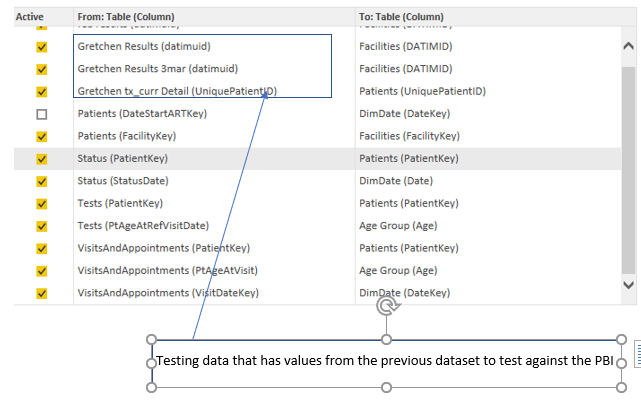 Active From: Table (Column) To: Table (Column)
Gretchen Results (datimuid) Facilities (DATIMID)
Gretchen Results 3mar (datimuid) Facilities (DATIMID)
Gretchen tx_curr Detail (UniquePatientID) Patients (UniquePatientID)
Patients (DateStartARTKey) DimDate (DateKey)
Patients (FacilityKey) Facilities (FacilityKey)
Status (PatientKey) Patients (PatientKey)
Status (StatusDate) DimDate (Date)
Tests (PatientKey) Patients (PatientKey)
Tests (PtAgeAtRefVisitDate) Age Group (Age)
VisitsAndAppointments (PatientKey) Patients (PatientKey)
VisitsAndAppointments (PtAgeAtVisit) Age Group (Age)
VisitsAndAppointments (VisitDateKey) DimDate (DateKey)
Testing data that has values from the previous dataset to test against the PBI